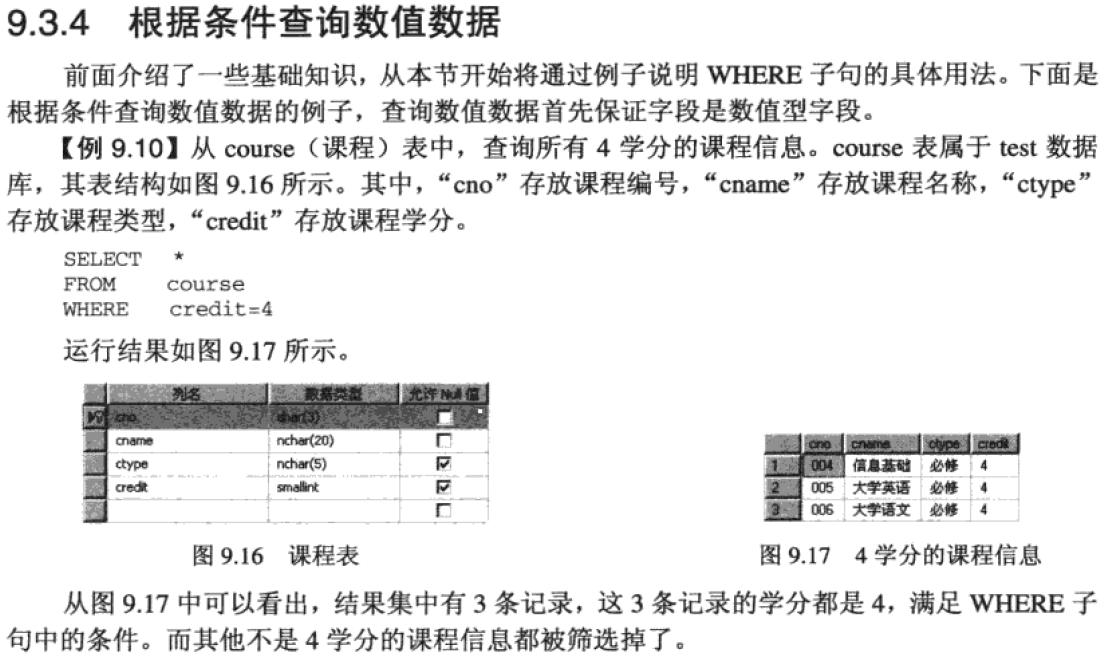 9.3.4 根据条件查询数值数据
前面介绍了一些基础知识，从本节开始将通过例子说明 WHERE 子句的具体用法。下面是
根据条件查询数值数据的例子，查询数值数据首先保证字段是数值型字段。
【例 9.10】从 course（课程）表中，查询所有 4 学分的课程信息。course 表属于 test 数据
库，其表结构如图 9.16 所示。其中，“cno”存放课程编号，“cname”存放课程名称，“ctype”
存放课程类型，“credit”存放课程学分。
SELECT *
FROM course
WHERE credit=4
运行结果如图 9.17 所示。
列名 数据类型 允许 Null 值
cno char(3)
cname nchar(20)
ctype nchar(5)
credit smallint
cno cname ctype credit
1 004 信息基础 必修 4
2 005 大学英语 必修 4
3 006 大学语文 必修 4
图 9.16 课程表
图 9.17 4 学分的课程信息
从图 9.17 中可以看出，结果集中有 3 条记录，这 3 条记录的学分都是 4，满足 WHERE 子
句中的条件。而其他不是 4 学分的课程信息都被筛选掉了。